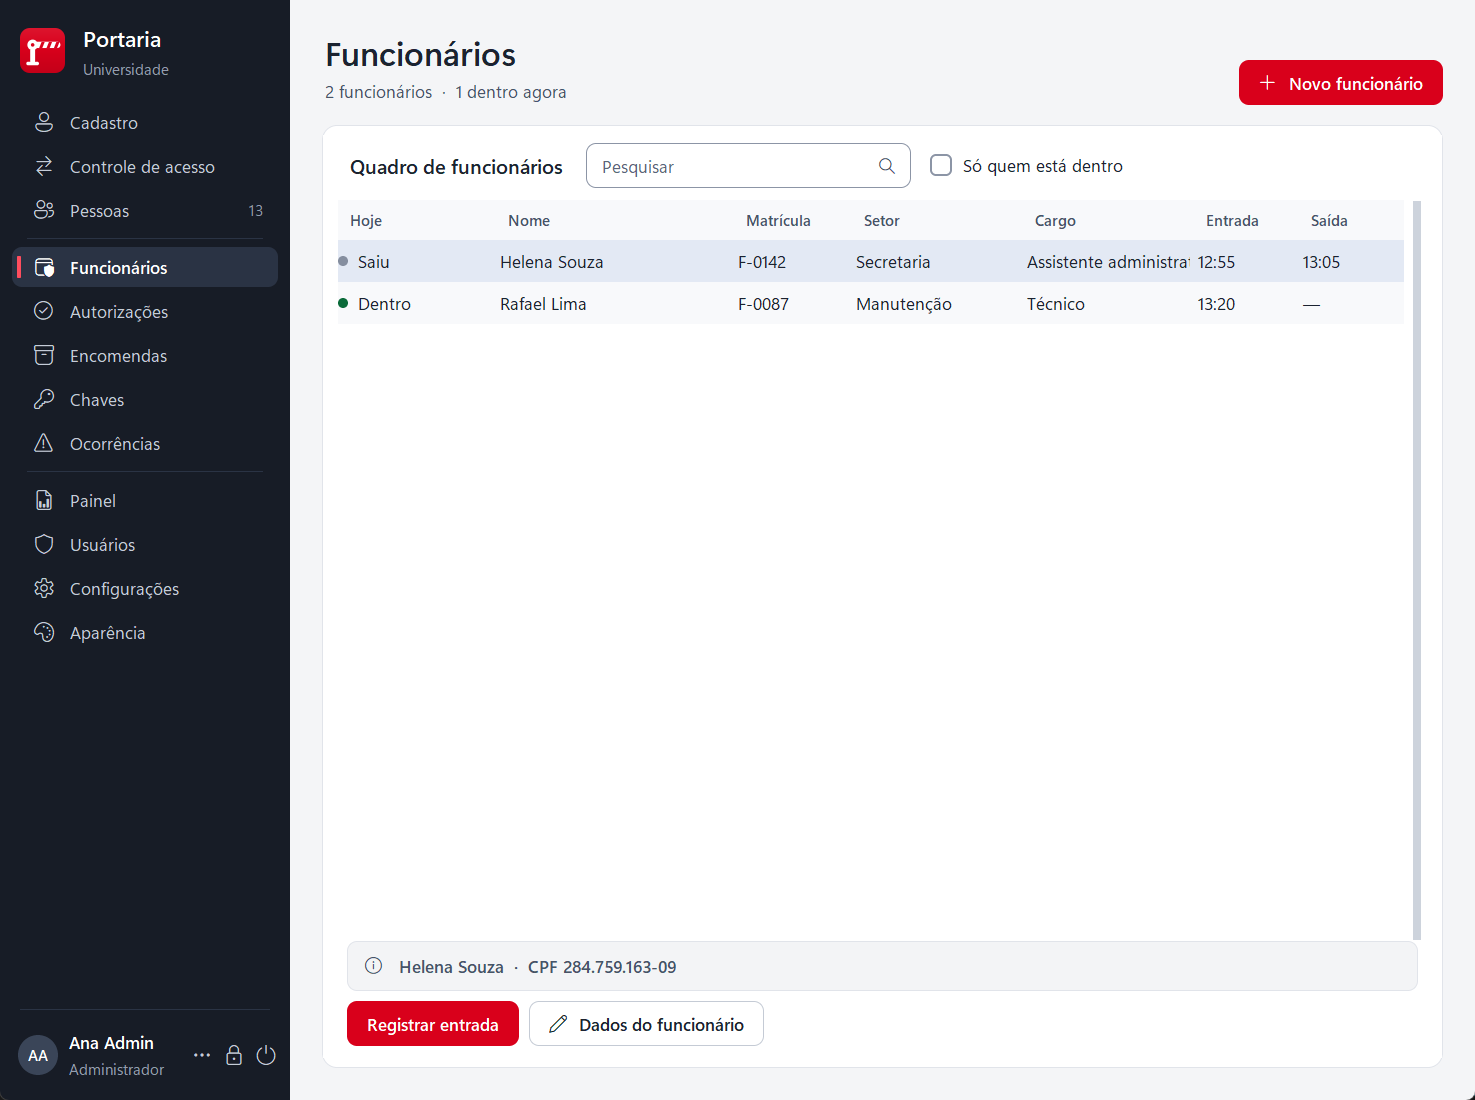 Portaria
Universidade
Cadastro
Controle de acesso
Pessoas 13
Funcionários
Autorizações
Encomendas
Chaves
Ocorrências
Painel
Usuários
Configurações
Aparência
AA
Ana Admin
Administrador
Funcionários
2 funcionários · 1 dentro agora
Novo funcionário
Quadro de funcionários
Pesquisar
Só quem está dentro
Hoje Nome Matrícula Setor Cargo Entrada Saída
Saiu Helena Souza F-0142 Secretaria Assistente administra 12:55 13:05
Dentro Rafael Lima F-0087 Manutenção Técnico 13:20 —
Helena Souza · CPF 284.759.163-09
Registrar entrada
Dados do funcionário